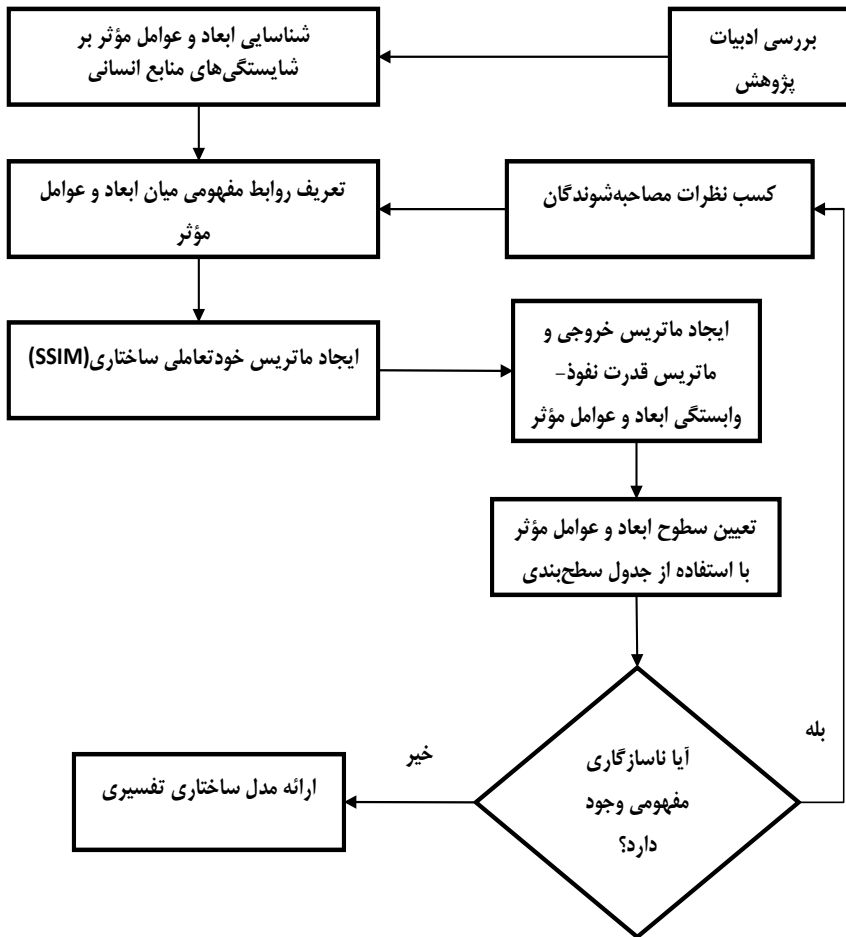 بررسی ادبیات
پژوهش
شناسایی ابعاد و عوامل مؤثر بر
شایستگی‌های منابع انسانی
کسب نظرات مصاحبه‌شوندگان
تعریف روابط مفهومی میان ابعاد و عوامل
مؤثر
ایجاد ماتریس خودتعاملی ساختاری(SSIM)
ایجاد ماتریس خروجی و
ماتریس قدرت نفوذ-
وابستگی ابعاد و عوامل مؤثر
تعیین سطوح ابعاد و عوامل مؤثر
با استفاده از جدول سطح‌بندی
آیا ناسازگاری
مفهومی وجود
دارد؟
بله
خیر
ارائه مدل ساختاری تفسیری